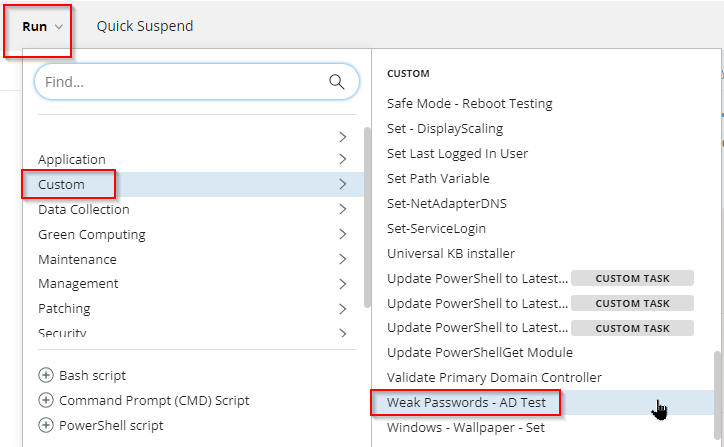 Run Quick Suspend
Find...
Application
Custom
Data Collection
Green Computing
Maintenance
Management
Patching
Security
Bash script
Command Prompt (CMD) Script
PowerShell script
CUSTOM
Safe Mode - Reboot Testing
Set - DisplayScaling
Set Last Logged In User
Set Path Variable
Set-NetAdapterDNS
Set-ServiceLogin
Universal KB installer
Update PowerShell to Latest... CUSTOM TASK
Update PowerShell to Latest... CUSTOM TASK
Update PowerShell to Latest... CUSTOM TASK
Update PowerShellGet Module
Validate Primary Domain Controller
Weak Passwords - AD Test
Windows - Wallpaper - Set